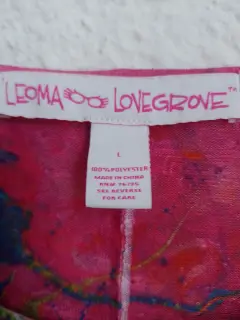 LEOMA LOVEGROVE™
L
100% POLYESTER
MADE IN CHINA
RN# 76795
SEE REVERSE
FOR CARE